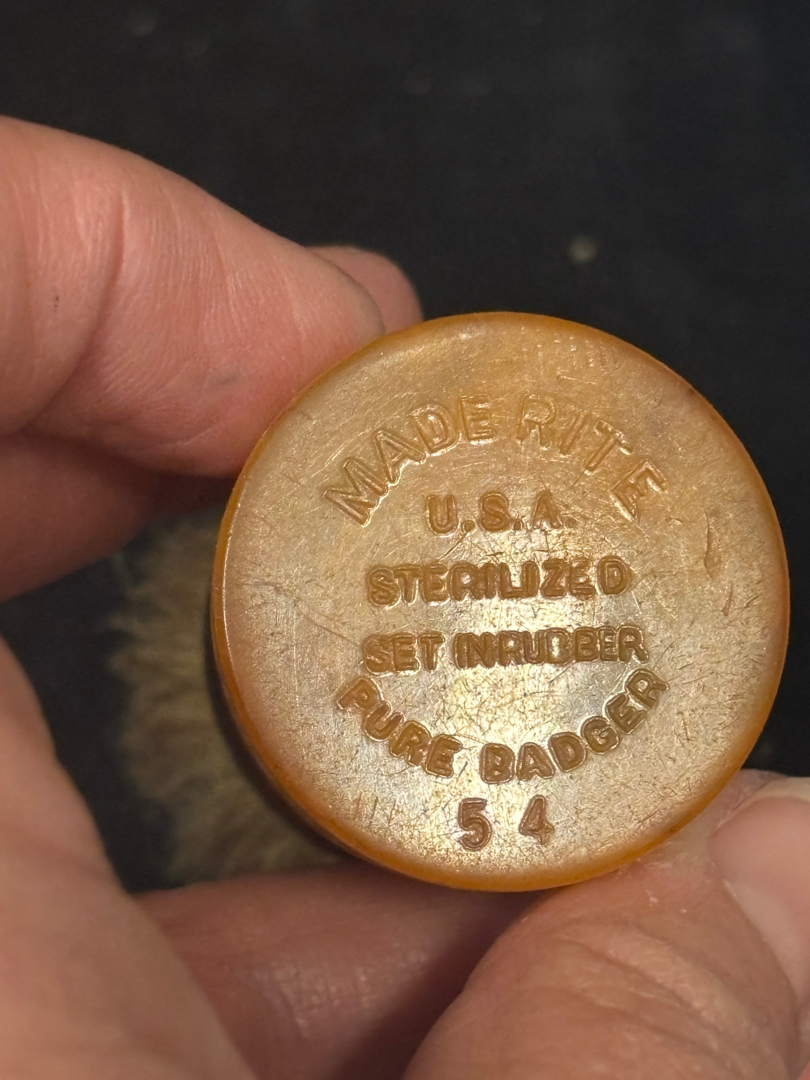 MADE RITE
U.S.A.
STERILIZED
SET IN RUBBER
PURE BADGER
54